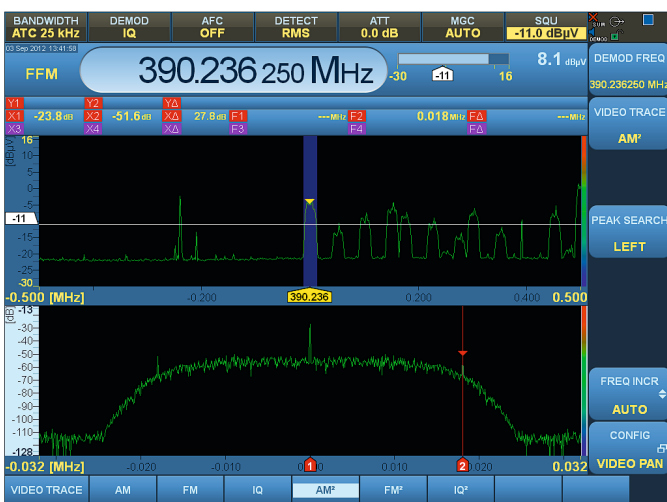 BANDWIDTH DEMOD AFC DETECT ATT MGC SQU
ATC 25 kHz IQ OFF RMS 0.0 dB AUTO -11.0 dBµV
SUM
DEMOD
03 Sep 2012 13:41:58
FFM 390.236 250 MHz -30 -11 16 8.1 dBµV
DEMOD FREQ
390.236250 MHz
VIDEO TRACE
AM²
Y1 Y2 YΔ
X1 -23.8 dB X2 -51.6 dB XΔ 27.8 dB F1 ---MHz F2 0.018 MHz FΔ ---MHz
X3 X4 XΔ F3 F4 FΔ
[dBµV]
16
10
5
0
-5
-11
-15
-20
-25
-30
-0.500 [MHz] -0.200 390.236 0.200 0.400 0.500
PEAK SEARCH
LEFT
[dB]
-13
-30
-40
-50
-60
-70
-80
-90
-100
-110
-128
-0.032 [MHz] -0.020 -0.010 1 0.010 2 0.020 0.032
FREQ INCR
AUTO
CONFIG
VIDEO PAN
VIDEO TRACE AM FM IQ AM² FM² IQ²